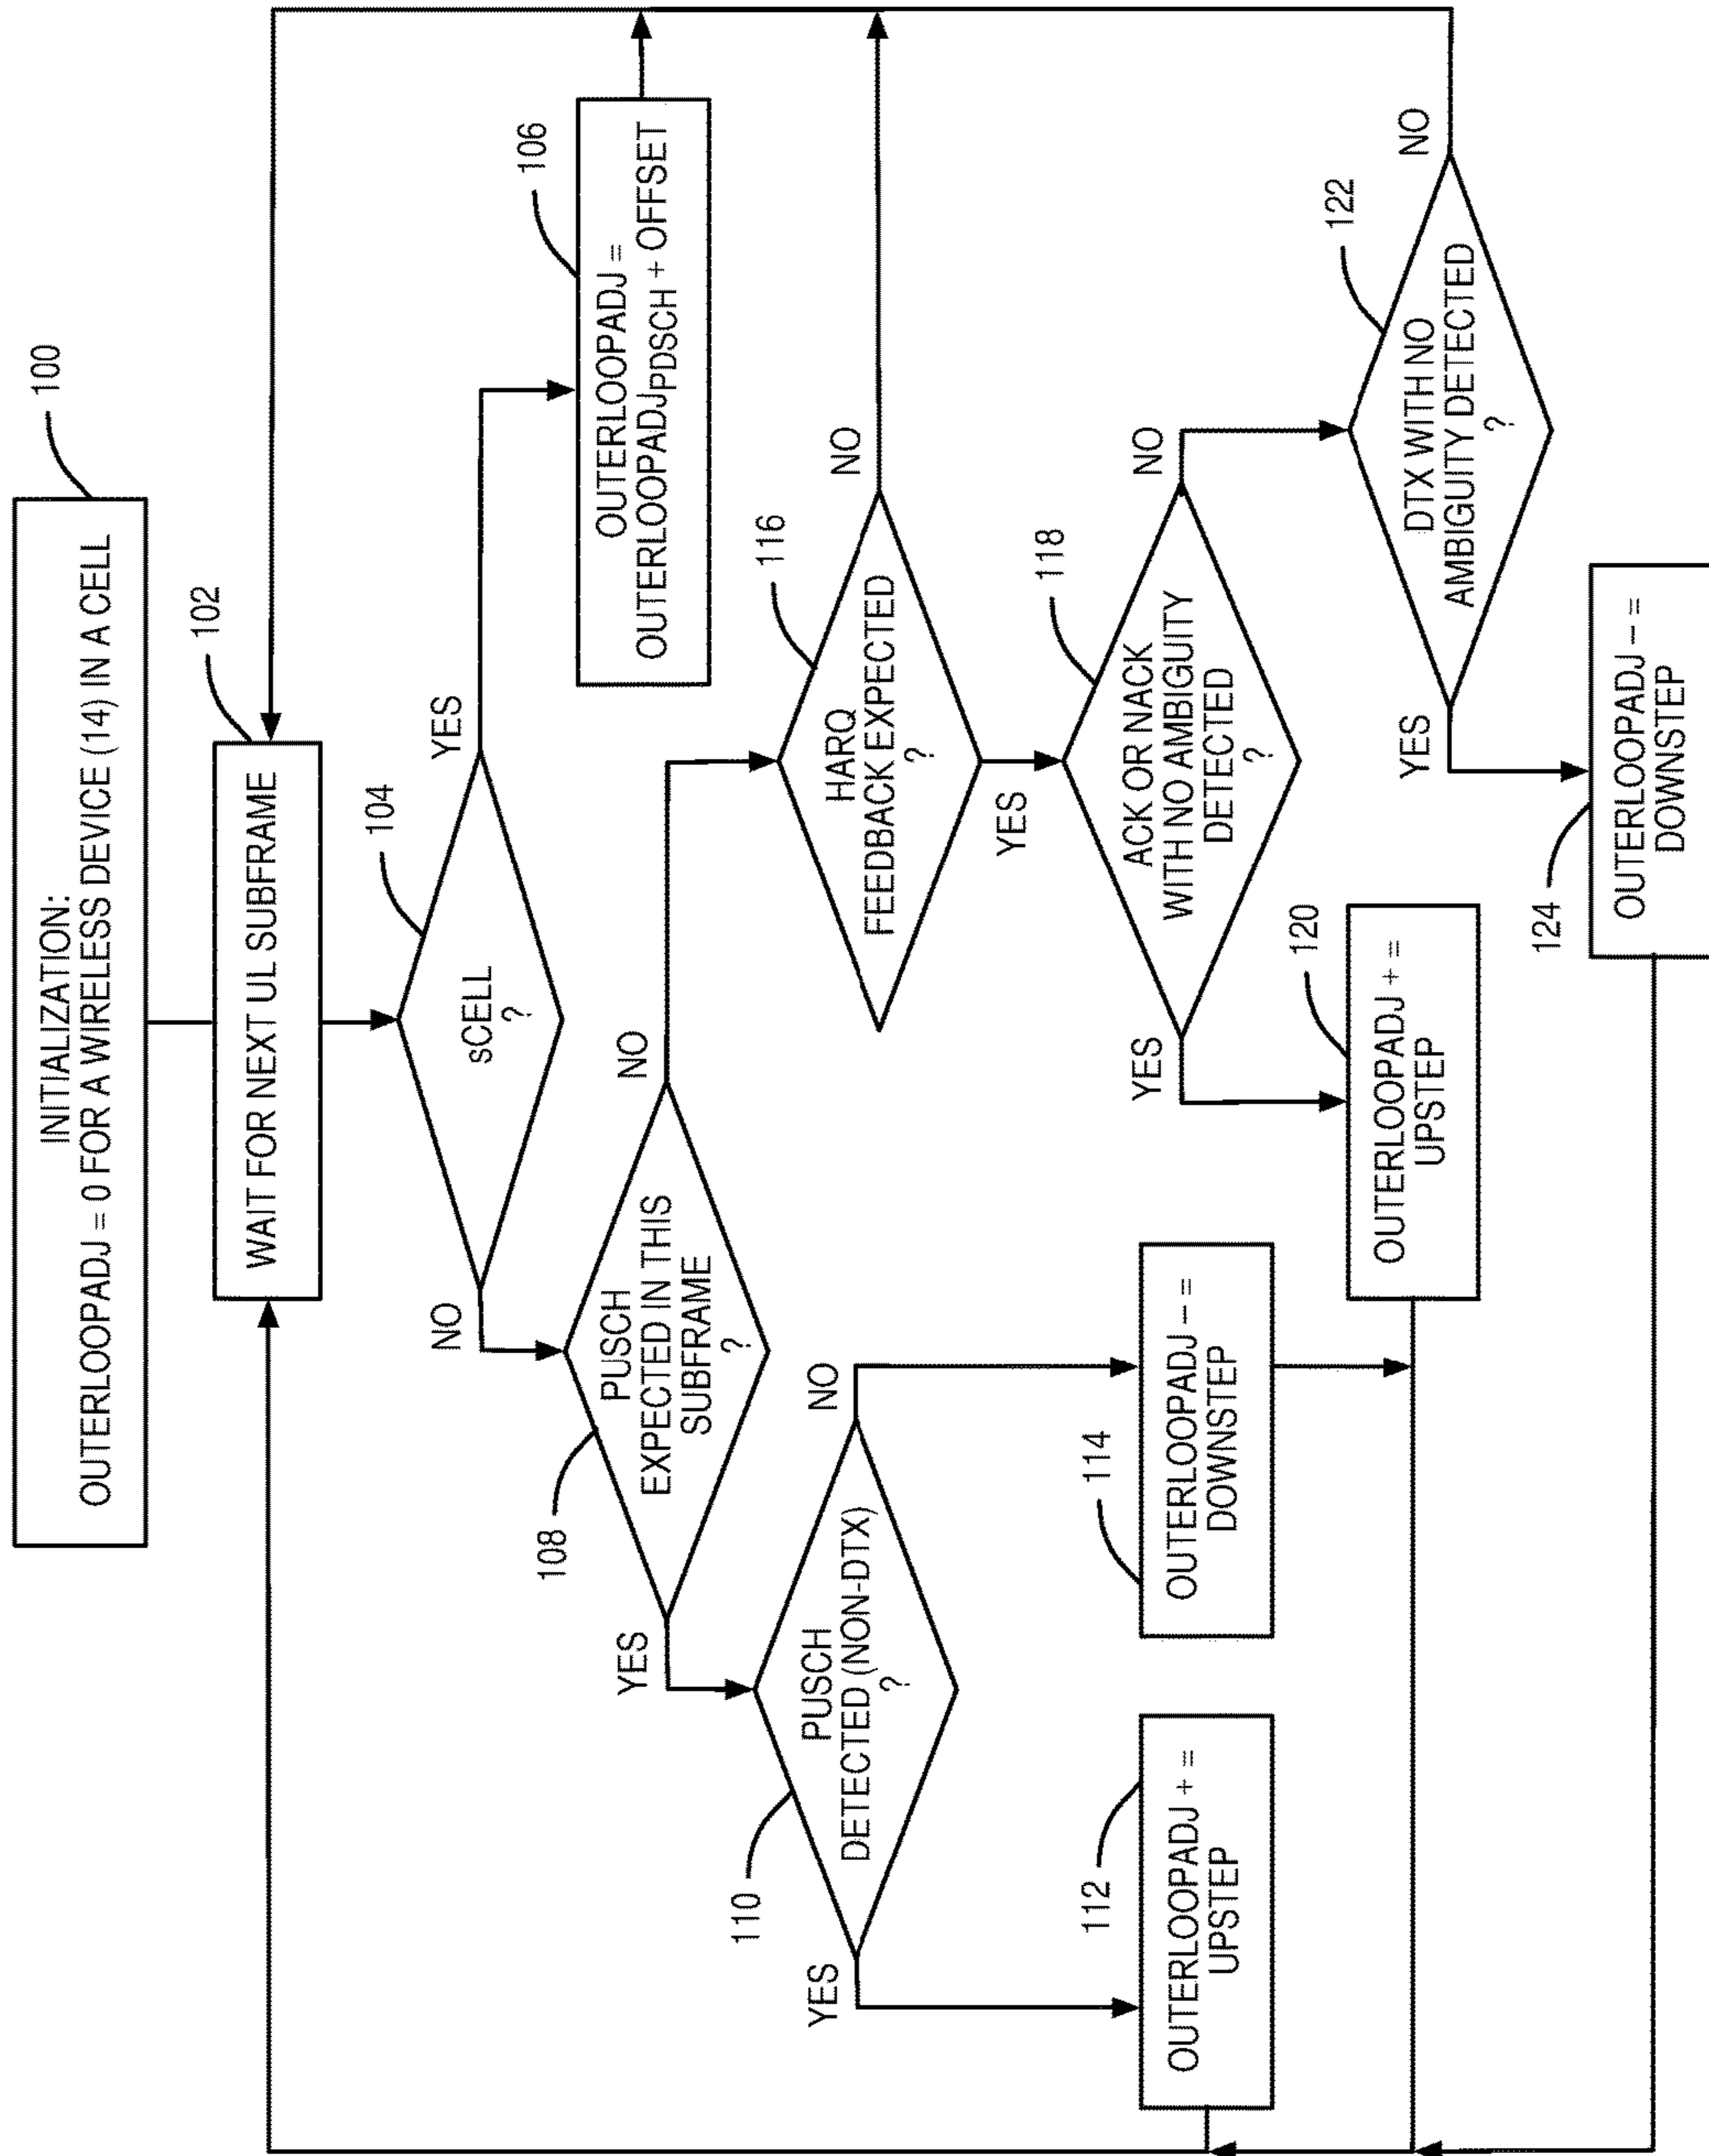 INITIALIZATION:
OUTERLOOPADJ = 0 FOR A WIRELESS DEVICE (14) IN A CELL
100
WAIT FOR NEXT UL SUBFRAME
102
sCELL
?
104
YES
NO
OUTERLOOPADJ =
OUTERLOOPADJPDSCH + OFFSET
106
PUSCH
EXPECTED IN THIS
SUBFRAME
?
108
YES
NO
PUSCH
DETECTED (NON-DTX)
?
110
YES
NO
HARQ
FEEDBACK EXPECTED
?
116
NO
YES
OUTERLOOPADJ + =
UPSTEP
112
OUTERLOOPADJ – =
DOWNSTEP
114
ACK OR NACK
WITH NO AMBIGUITY
DETECTED
?
118
YES
NO
OUTERLOOPADJ + =
UPSTEP
120
DTX WITH NO
AMBIGUITY DETECTED
?
122
NO
YES
OUTERLOOPADJ – =
DOWNSTEP
124